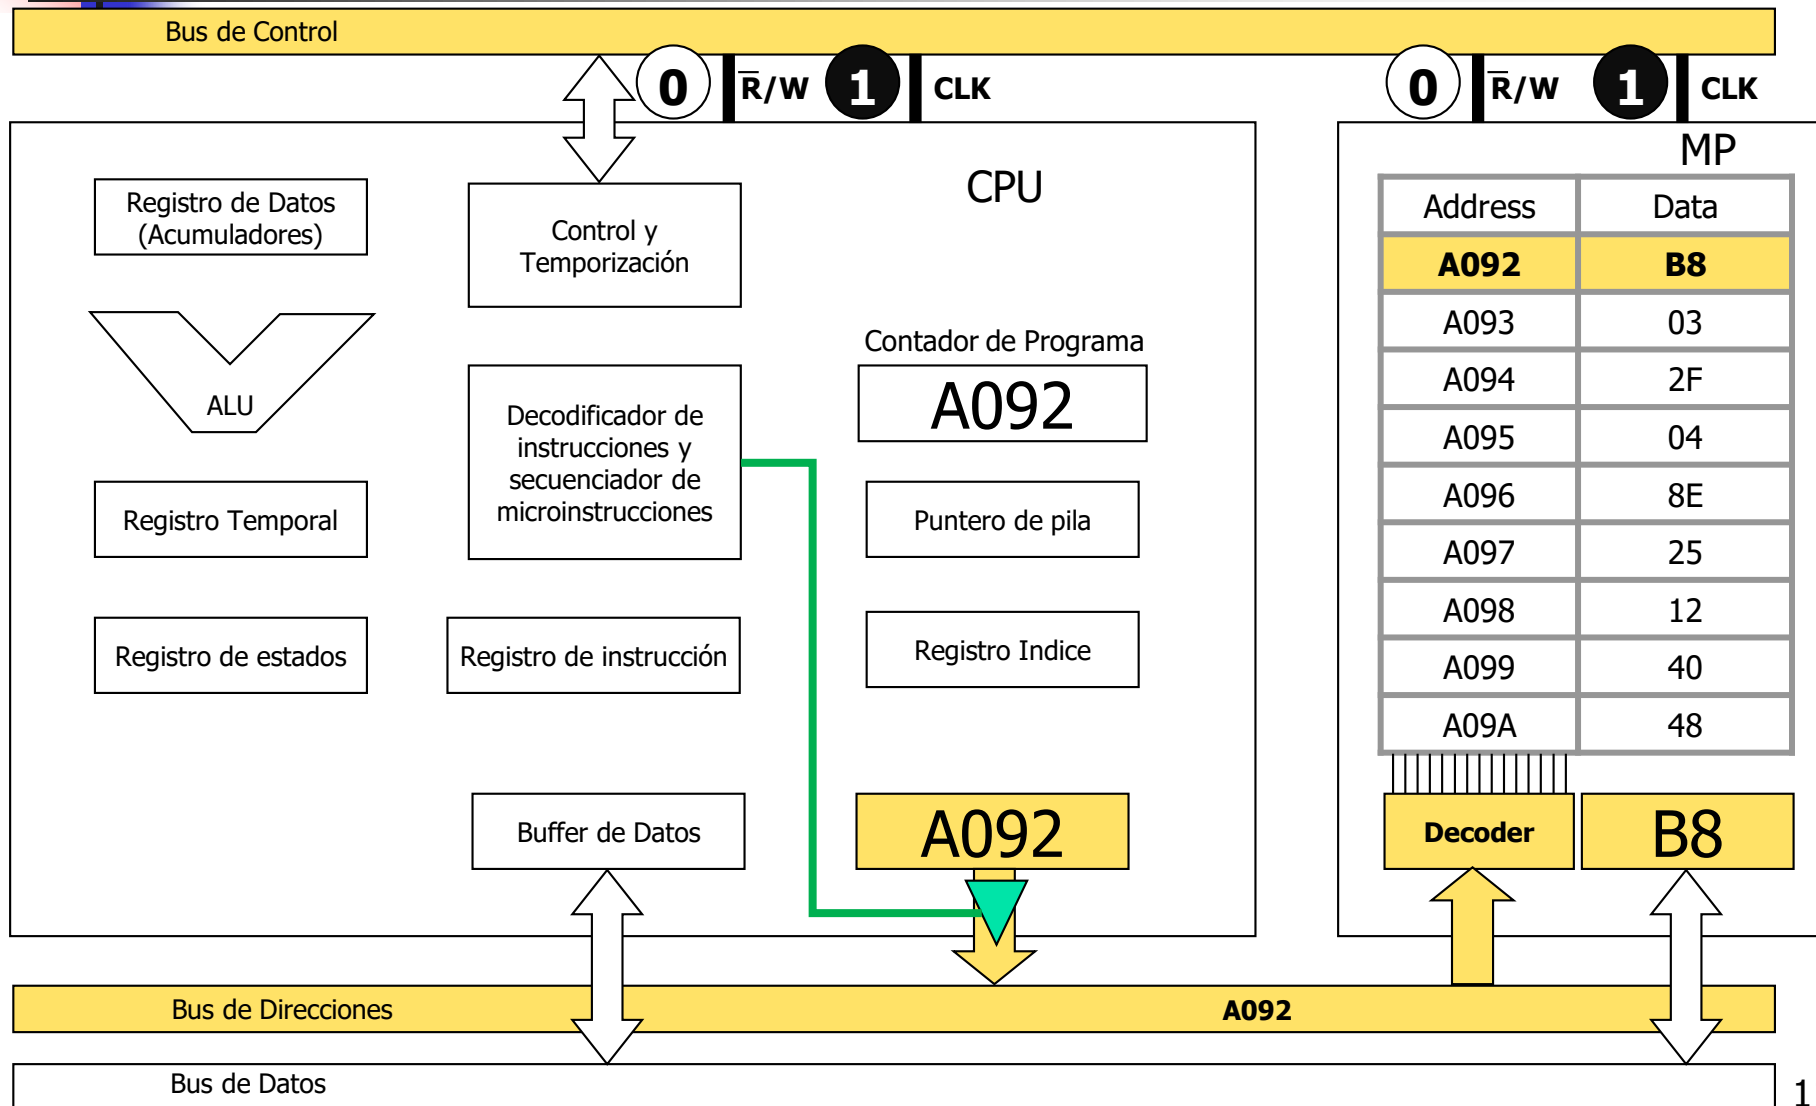 Bus de Control
0 R̅/W 1 CLK
0 R̅/W 1 CLK
CPU
Registro de Datos
(Acumuladores)
Control y
Temporización
ALU
Decodificador de
instrucciones y
secuenciador de
microinstrucciones
Contador de Programa
A092
Registro Temporal
Puntero de pila
Registro de estados
Registro de instrucción
Registro Indice
Buffer de Datos
A092
MP
Address Data
A092 B8
A093 03
A094 2F
A095 04
A096 8E
A097 25
A098 12
A099 40
A09A 48
Decoder
B8
Bus de Direcciones
A092
Bus de Datos
1